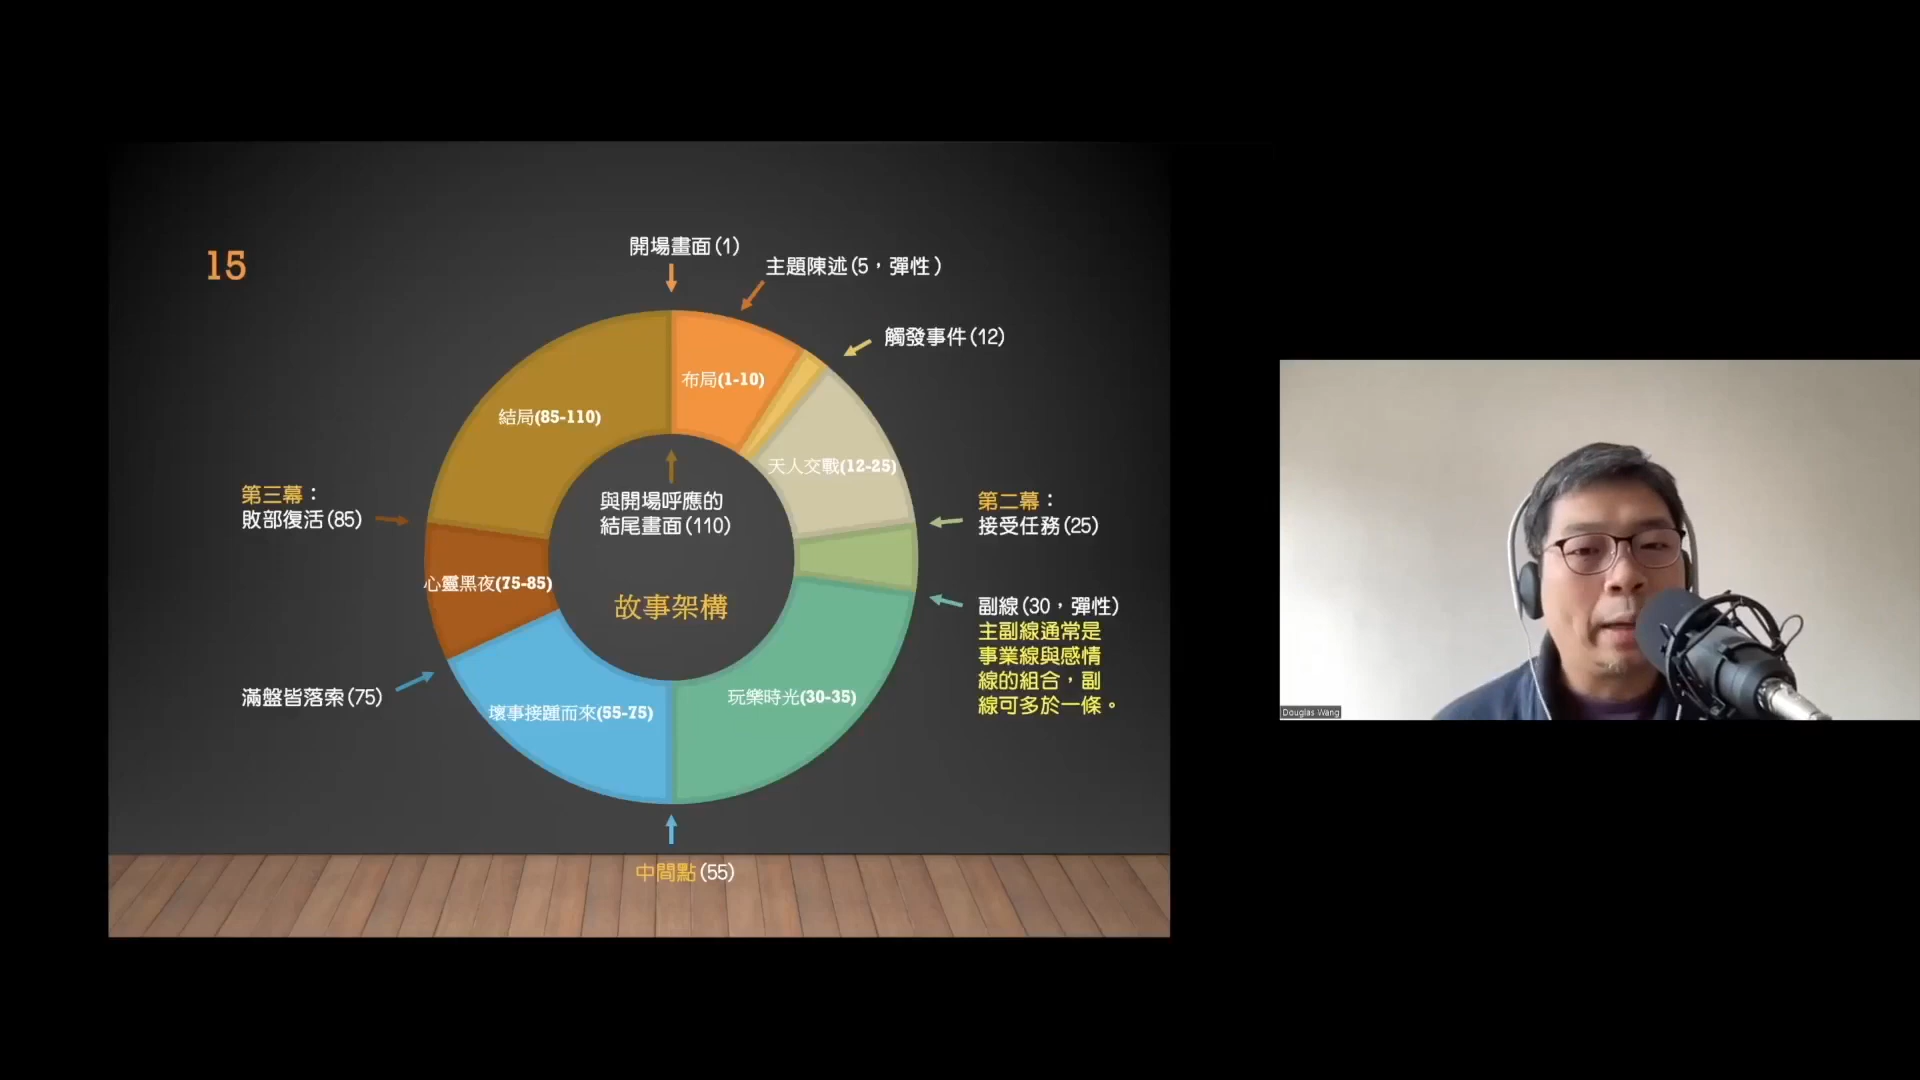 15
開場畫面(1)
主題陳述(5,彈性)
觸發事件(12)
布局(1-10)
結局(85-110)
天人交戰(12-25)
第三幕:
敗部復活(85)
與開場呼應的
結尾畫面(110)
第二幕:
接受任務(25)
心靈黑夜(75-85)
故事架構
副線(30,彈性)
主副線通常是
事業線與感情
線的組合,副
線可多於一條。
滿盤皆落索(75)
玩樂時光(30-35)
壞事接踵而來(55-75)
中間點(55)
Douglas Wang